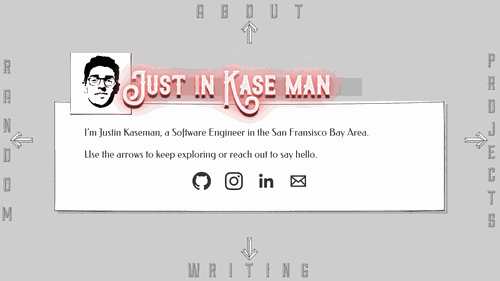 ABOUT
JUST IN KASE MAN
RANDOM
PROJECTS
I'm Justin Kaseman, a Software Engineer in the San Fransisco Bay Area.
Use the arrows to keep exploring or reach out to say hello.
in
WRITING